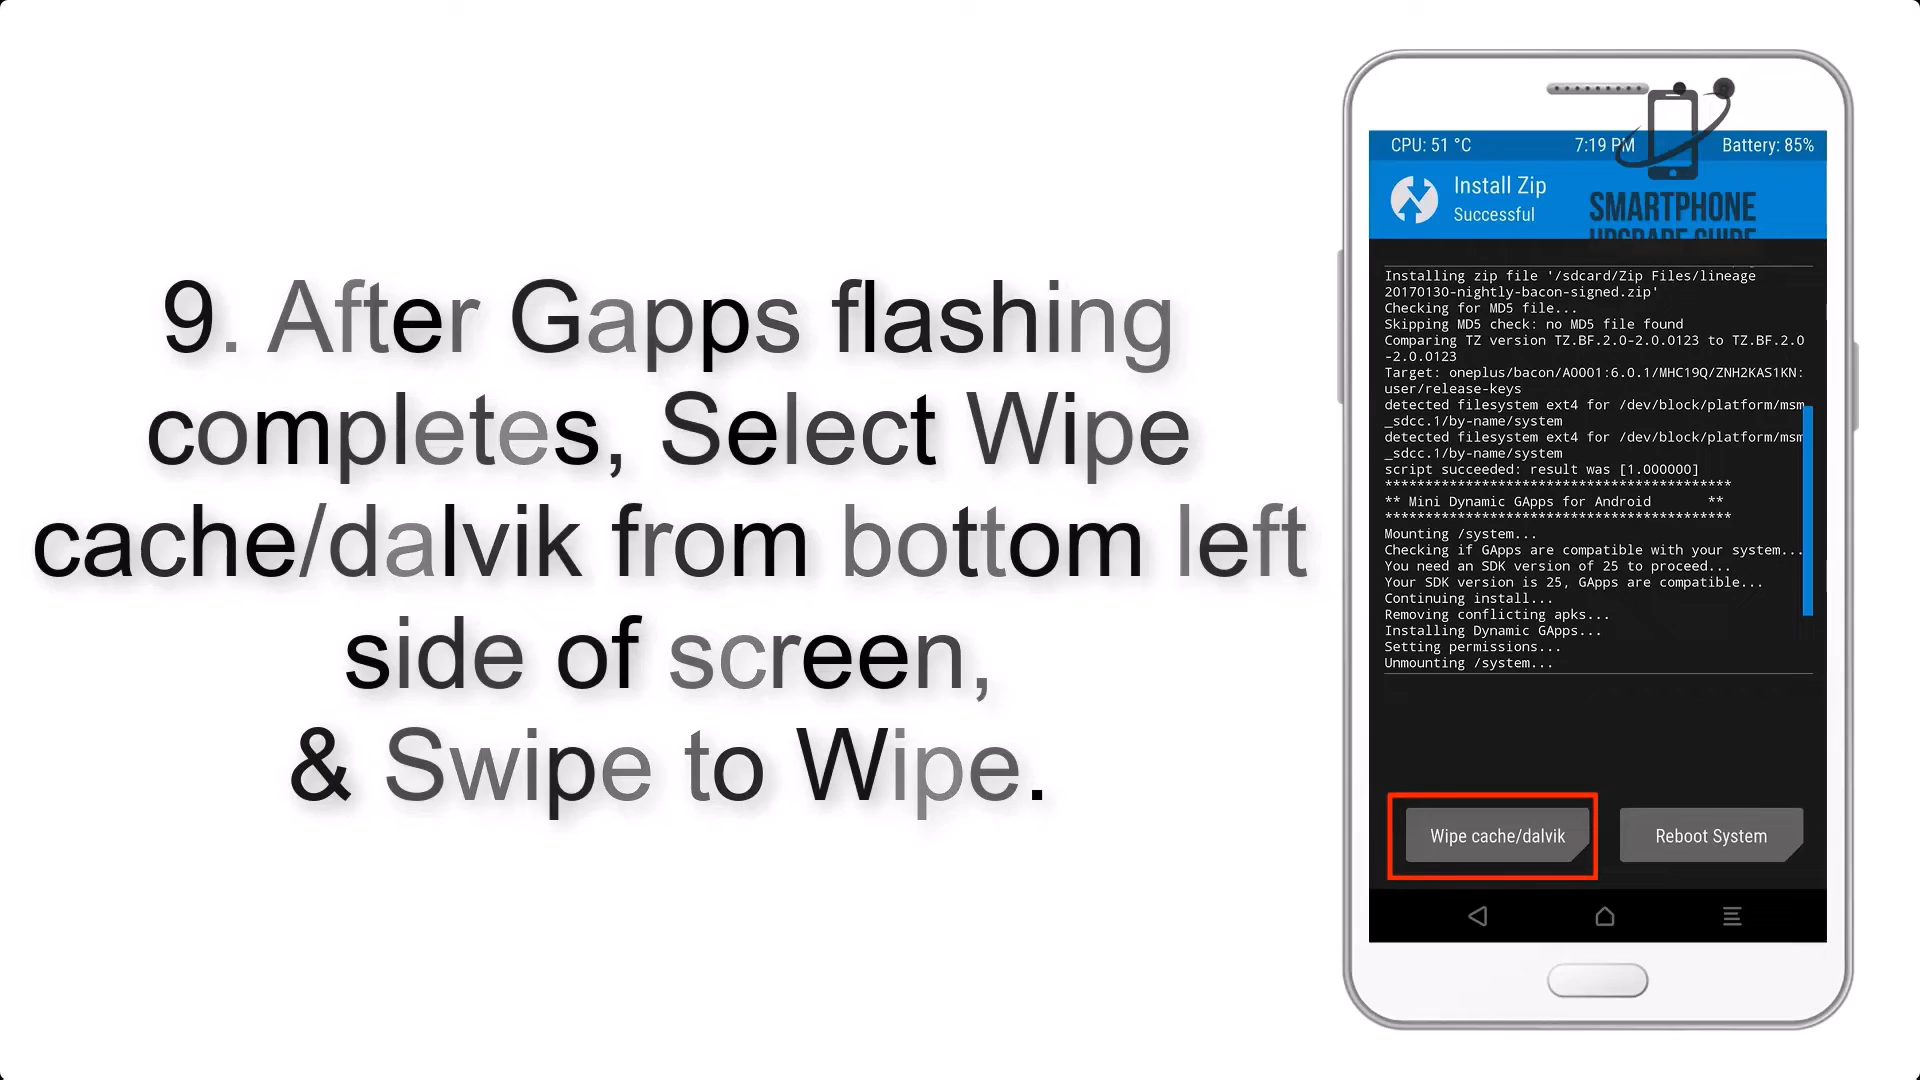 9. After Gapps flashing
completes, Select Wipe
cache/dalvik from bottom left
side of screen,
& Swipe to Wipe.
CPU: 51 °C 7:19 PM Battery: 85%
Install Zip
Successful
SMARTPHONE
UPGRADE GUIDE
Installing zip file '/sdcard/Zip Files/lineage
20170130-nightly-bacon-signed.zip'
Checking for MD5 file...
Skipping MD5 check: no MD5 file found
Comparing TZ version TZ.BF.2.0-2.0.0123 to TZ.BF.2.0
-2.0.0123
Target: oneplus/bacon/A0001:6.0.1/MHC19Q/ZNH2KAS1KN:
user/release-keys
detected filesystem ext4 for /dev/block/platform/msm
_sdcc.1/by-name/system
detected filesystem ext4 for /dev/block/platform/msm
_sdcc.1/by-name/system
script succeeded: result was [1.000000]
*******************************************
** Mini Dynamic GApps for Android **
*******************************************
Mounting /system...
Checking if GApps are compatible with your system...
You need an SDK version of 25 to proceed...
Your SDK version is 25, GApps are compatible...
Continuing install...
Removing conflicting apks...
Installing Dynamic GApps...
Setting permissions...
Unmounting /system...
Wipe cache/dalvik Reboot System